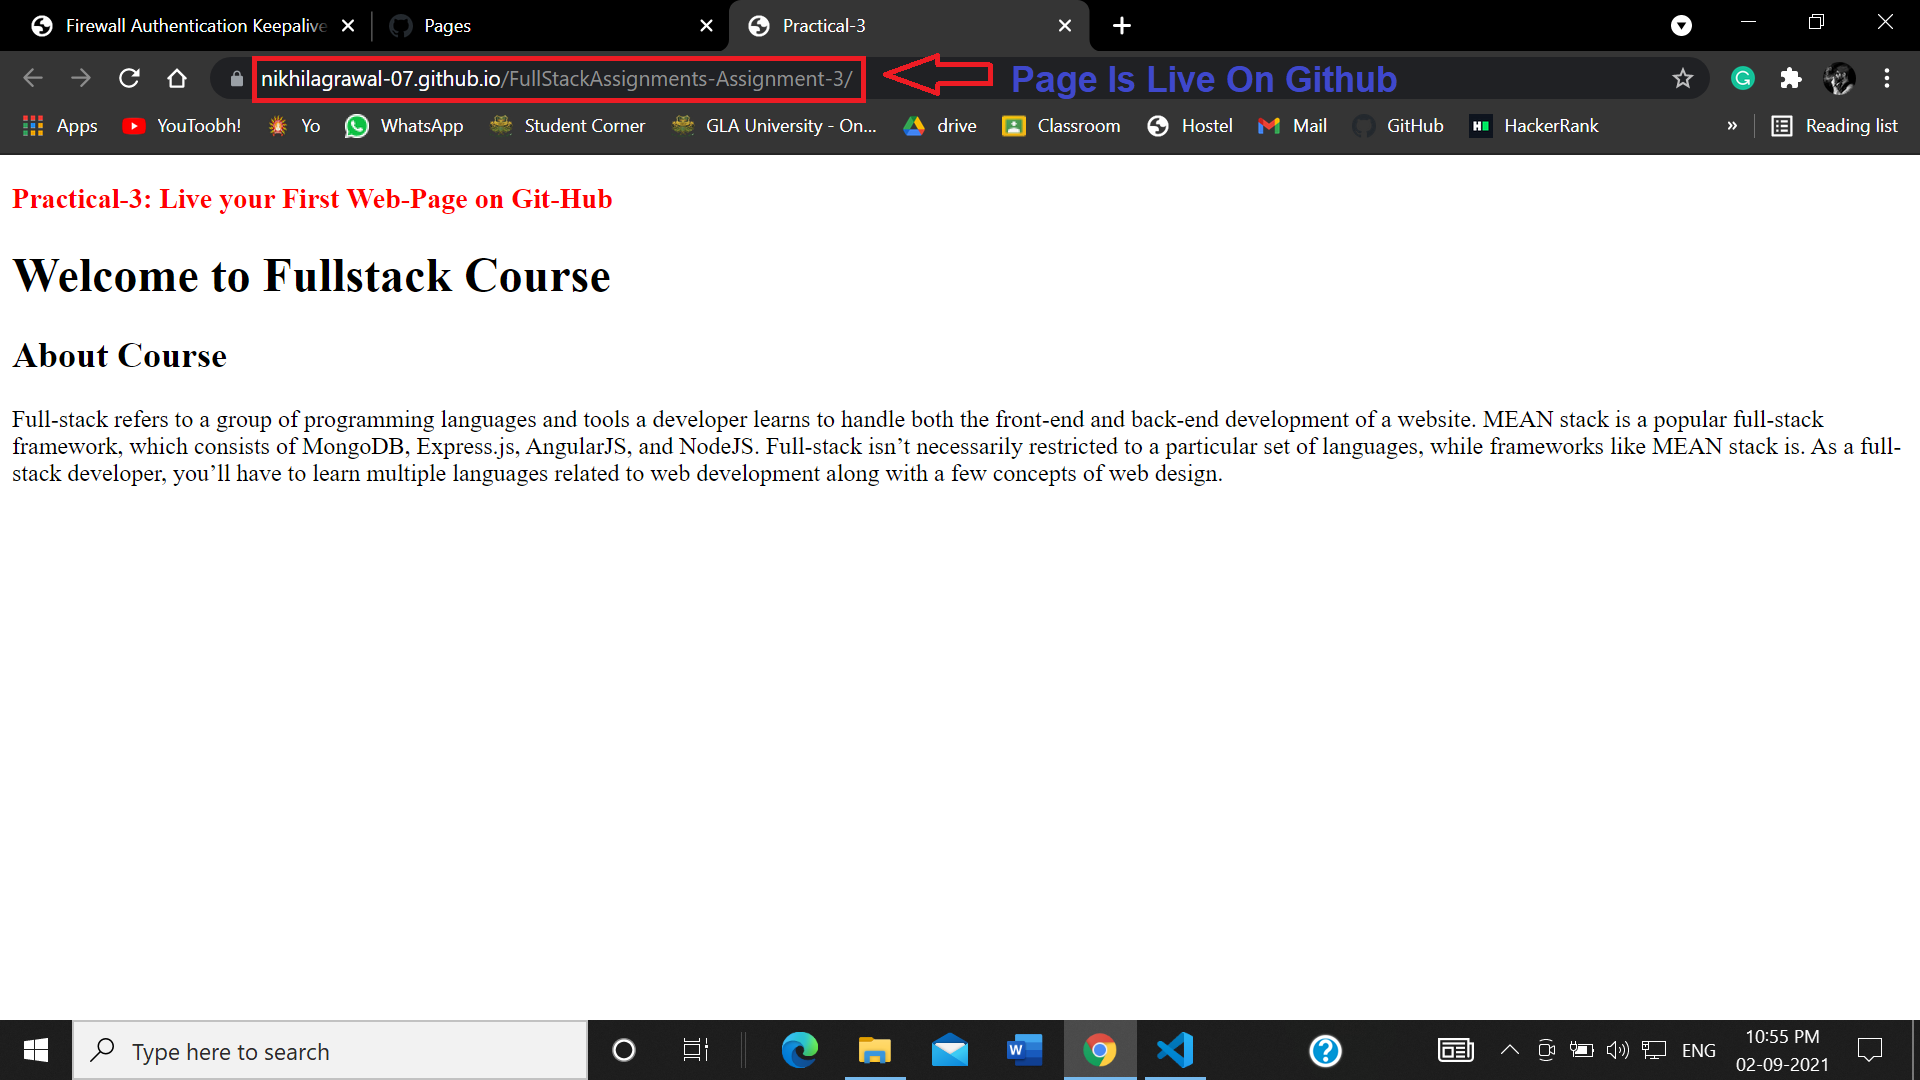 Firewall Authentication Keepalive
Pages
Practical-3
nikhilagrawal-07.github.io/FullStackAssignments-Assignment-3/
Page Is Live On Github
Apps
YouToobh!
Yo
WhatsApp
Student Corner
GLA University - On...
drive
Classroom
Hostel
Mail
GitHub
HackerRank
»
Reading list
Practical-3: Live your First Web-Page on Git-Hub
Welcome to Fullstack Course
About Course
Full-stack refers to a group of programming languages and tools a developer learns to handle both the front-end and back-end development of a website. MEAN stack is a popular full-stack
framework, which consists of MongoDB, Express.js, AngularJS, and NodeJS. Full-stack isn’t necessarily restricted to a particular set of languages, while frameworks like MEAN stack is. As a full-
stack developer, you’ll have to learn multiple languages related to web development along with a few concepts of web design.
Type here to search
ENG
10:55 PM
02-09-2021